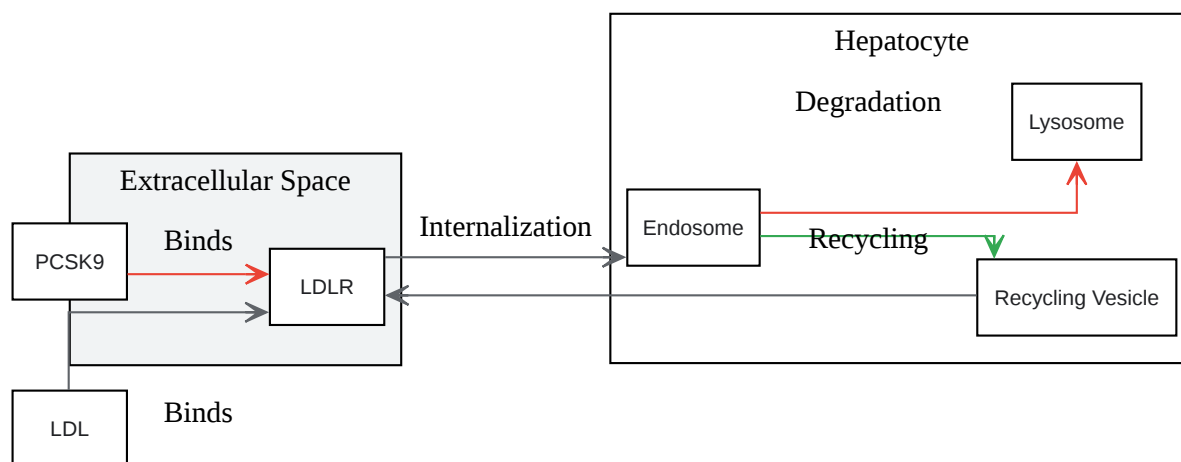 Hepatocyte
Degradation
Lysosome
Extracellular Space
Internalization
Endosome
Recycling
Binds
PCSK9
LDLR
Recycling Vesicle
Binds
LDL